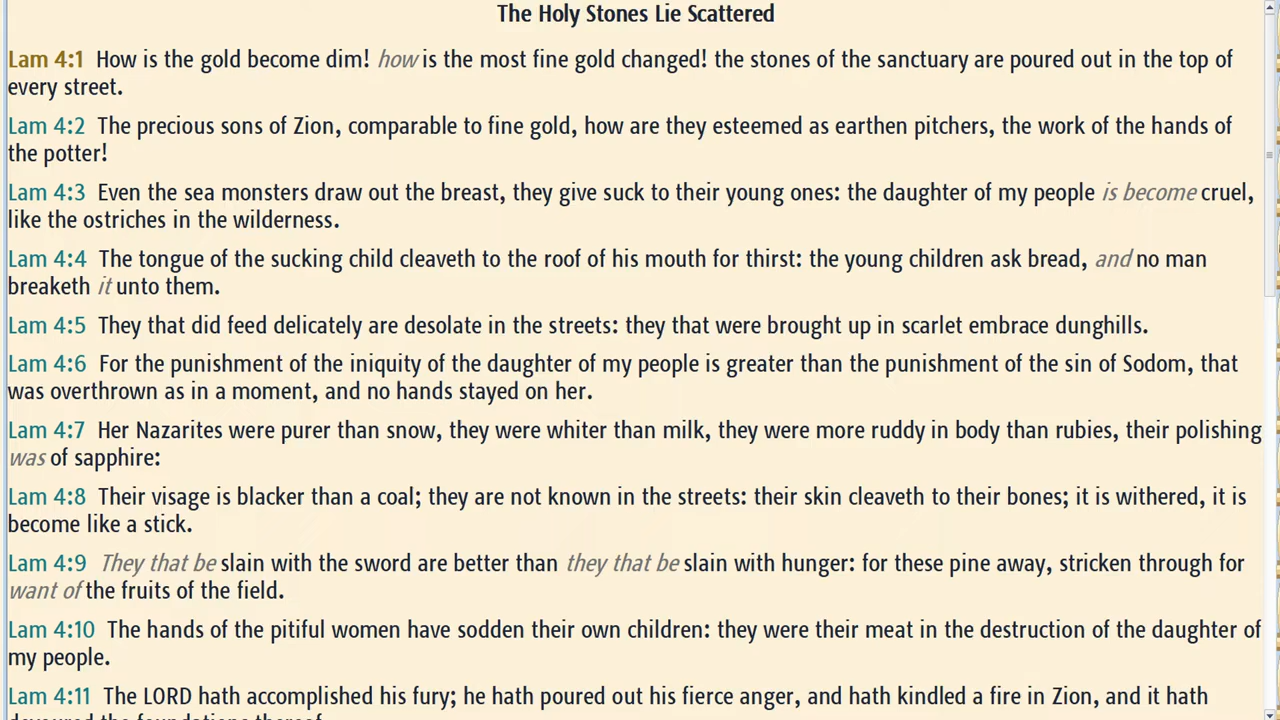 The Holy Stones Lie Scattered
Lam 4:1 How is the gold become dim! how is the most fine gold changed! the stones of the sanctuary are poured out in the top of
every street.
Lam 4:2 The precious sons of Zion, comparable to fine gold, how are they esteemed as earthen pitchers, the work of the hands of
the potter!
Lam 4:3 Even the sea monsters draw out the breast, they give suck to their young ones: the daughter of my people is become cruel,
like the ostriches in the wilderness.
Lam 4:4 The tongue of the sucking child cleaveth to the roof of his mouth for thirst: the young children ask bread, and no man
breaketh it unto them.
Lam 4:5 They that did feed delicately are desolate in the streets: they that were brought up in scarlet embrace dunghills.
Lam 4:6 For the punishment of the iniquity of the daughter of my people is greater than the punishment of the sin of Sodom, that
was overthrown as in a moment, and no hands stayed on her.
Lam 4:7 Her Nazarites were purer than snow, they were whiter than milk, they were more ruddy in body than rubies, their polishing
was of sapphire:
Lam 4:8 Their visage is blacker than a coal; they are not known in the streets: their skin cleaveth to their bones; it is withered, it is
become like a stick.
Lam 4:9 They that be slain with the sword are better than they that be slain with hunger: for these pine away, stricken through for
want of the fruits of the field.
Lam 4:10 The hands of the pitiful women have sodden their own children: they were their meat in the destruction of the daughter of
my people.
Lam 4:11 The LORD hath accomplished his fury; he hath poured out his fierce anger, and hath kindled a fire in Zion, and it hath
devoured the foundations thereof.